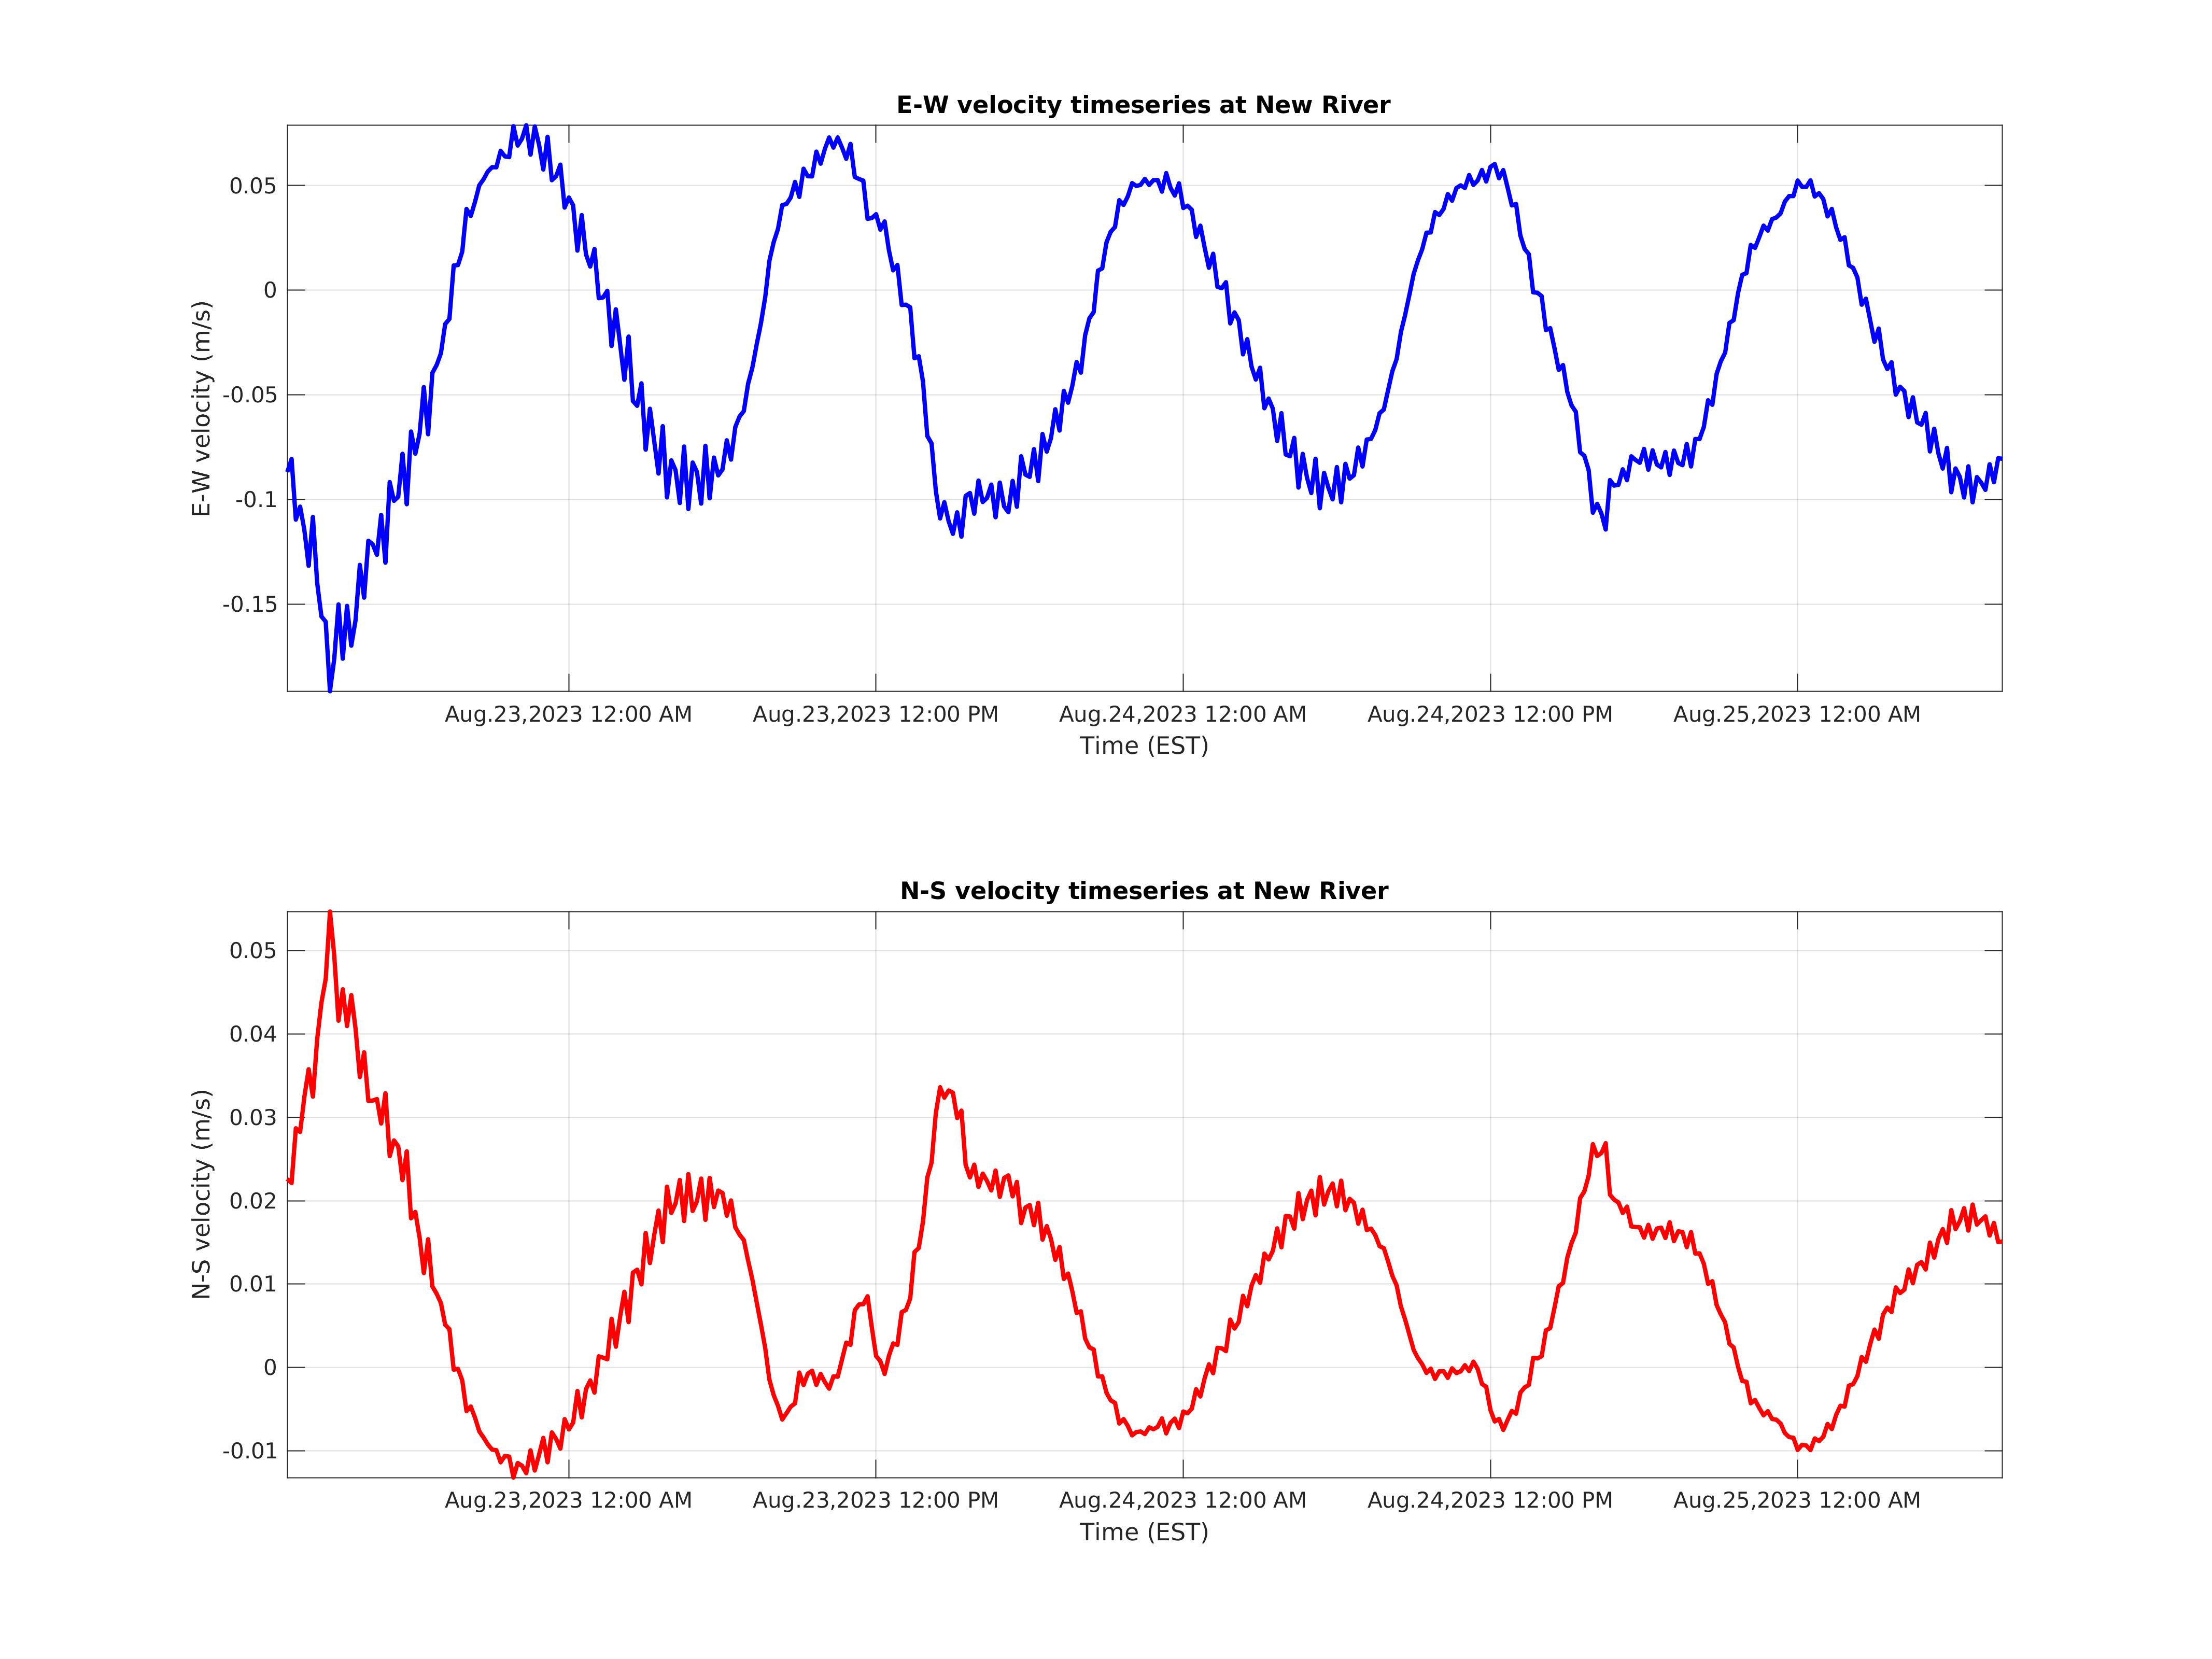 E-W velocity timeseries at New River
E-W velocity (m/s)
0.05
0
-0.05
-0.1
-0.15
Aug.23,2023 12:00 AM Aug.23,2023 12:00 PM Aug.24,2023 12:00 AM Aug.24,2023 12:00 PM Aug.25,2023 12:00 AM
Time (EST)
N-S velocity timeseries at New River
N-S velocity (m/s)
0.05
0.04
0.03
0.02
0.01
0
-0.01
Aug.23,2023 12:00 AM Aug.23,2023 12:00 PM Aug.24,2023 12:00 AM Aug.24,2023 12:00 PM Aug.25,2023 12:00 AM
Time (EST)